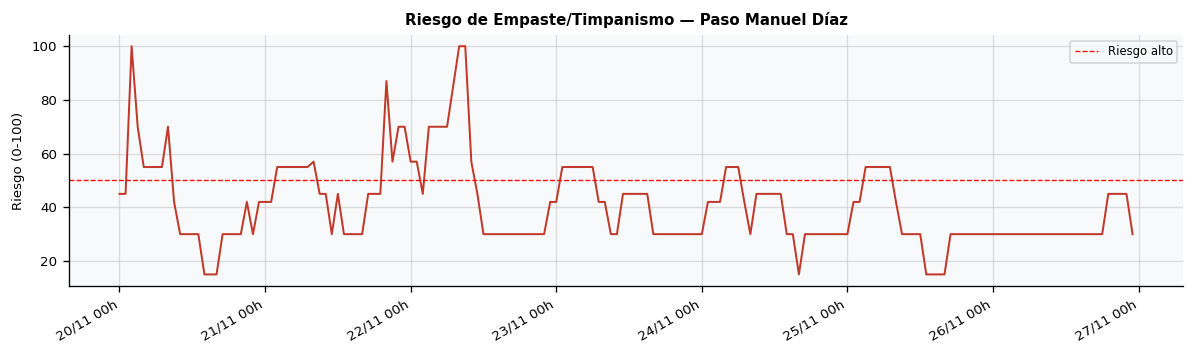 Riesgo de Empaste/Timpanismo — Paso Manuel Díaz
Riesgo alto
Riesgo (0-100)
100
80
60
40
20
20/11 00h
21/11 00h
22/11 00h
23/11 00h
24/11 00h
25/11 00h
26/11 00h
27/11 00h